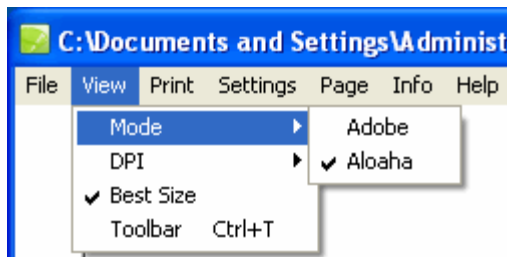 C:\Documents and Settings\Administ
File View Print Settings Page Info Help
Mode Adobe
DPI Aloaha
Best Size
Toolbar Ctrl+T